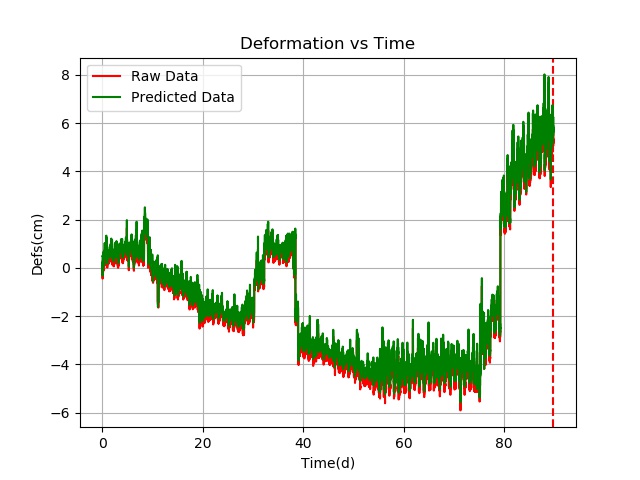 Deformation vs Time
Raw Data
Predicted Data
Defs(cm)
8
6
4
2
0
−2
−4
−6
0 20 40 60 80
Time(d)